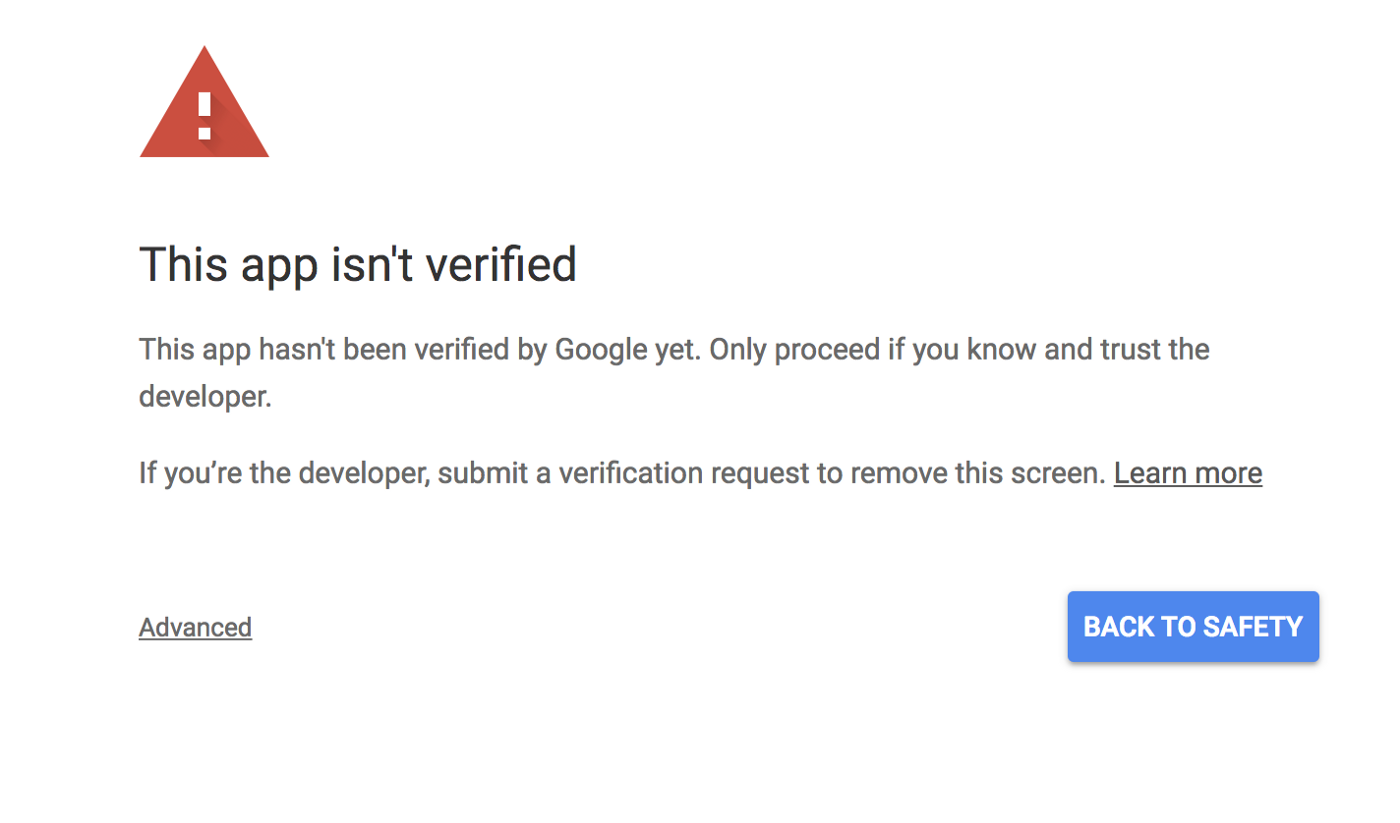 This app isn't verified
This app hasn't been verified by Google yet. Only proceed if you know and trust the
developer.
If you’re the developer, submit a verification request to remove this screen. Learn more
Advanced
BACK TO SAFETY